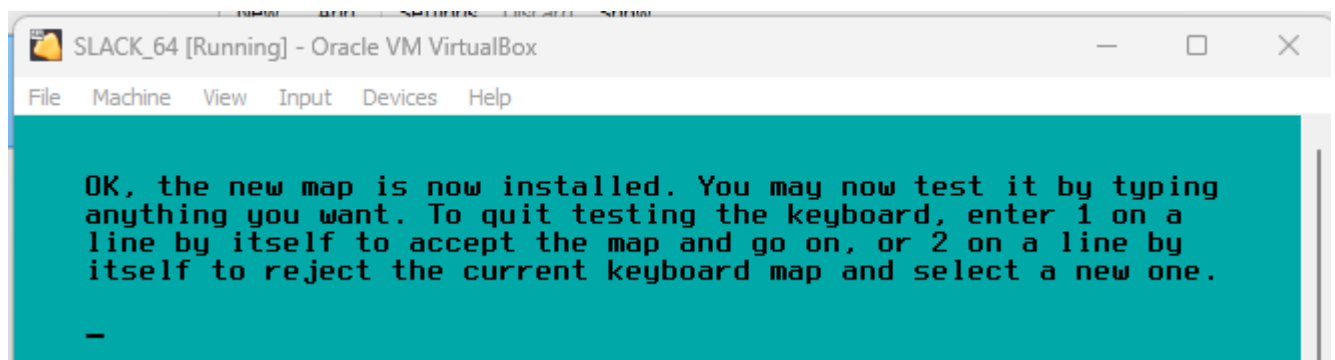 SLACK_64 [Running] - Oracle VM VirtualBox
File Machine View Input Devices Help
OK, the new map is now installed. You may now test it by typing
anything you want. To quit testing the keyboard, enter 1 on a
line by itself to accept the map and go on, or 2 on a line by
itself to reject the current keyboard map and select a new one.